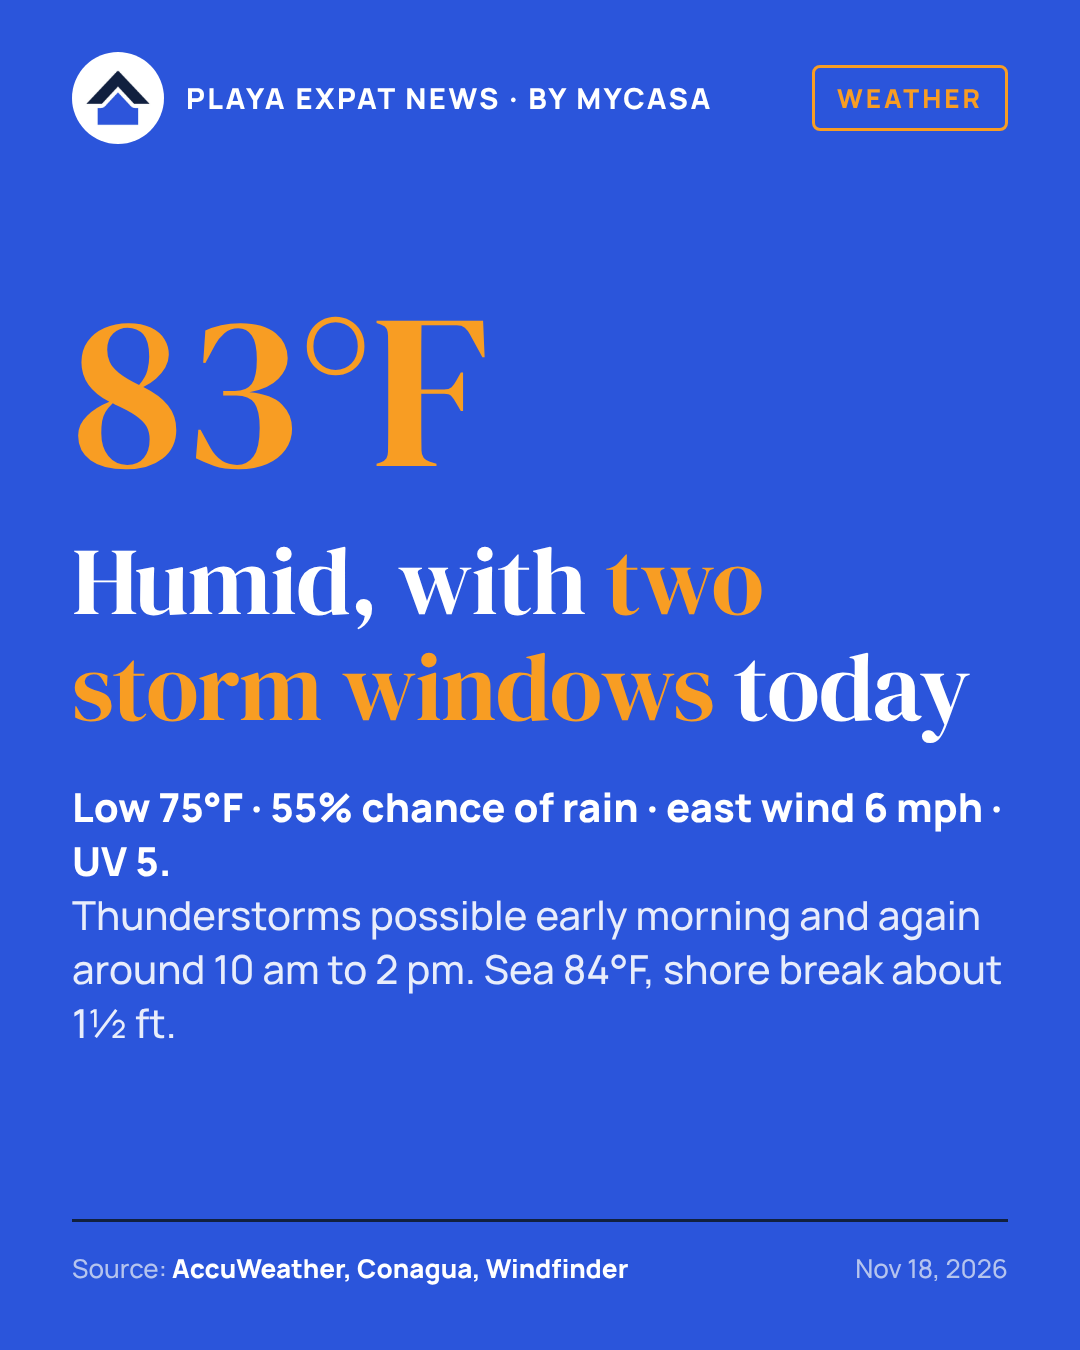 PLAYA EXPAT NEWS · BY MYCASA
WEATHER
83°F
Humid, with two
storm windows today
Low 75°F · 55% chance of rain · east wind 6 mph ·
UV 5.
Thunderstorms possible early morning and again
around 10 am to 2 pm. Sea 84°F, shore break about
1½ ft.
Source: AccuWeather, Conagua, Windfinder
Nov 18, 2026